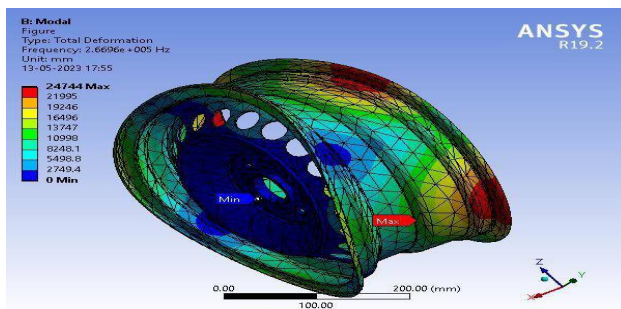 B: Modal
Figure
Type: Total Deformation
Frequency: 2.6696e+005 Hz
Unit: mm
13-05-2023 17:55
24744 Max
21995
19246
16496
13747
10998
8248.1
5498.8
2749.4
0 Min
ANSYS
R19.2
Min
Max
0.00 200.00 (mm)
100.00
Z
Y
X